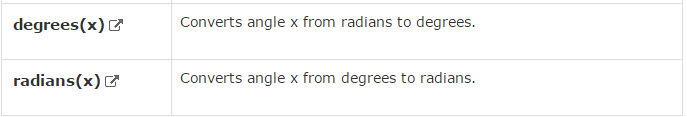 degrees(x) Converts angle x from radians to degrees.
radians(x) Converts angle x from degrees to radians.